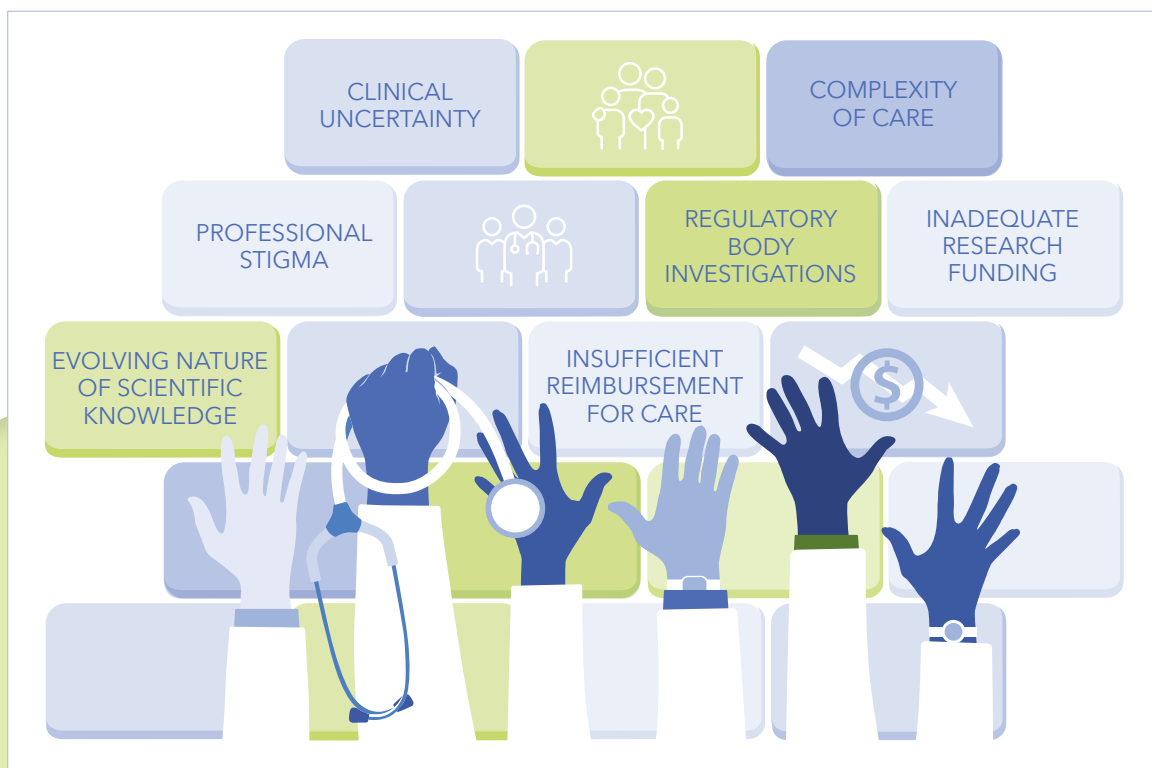 CLINICAL
UNCERTAINTY
COMPLEXITY
OF CARE
PROFESSIONAL
STIGMA
REGULATORY
BODY
INVESTIGATIONS
INADEQUATE
RESEARCH
FUNDING
EVOLVING NATURE
OF SCIENTIFIC
KNOWLEDGE
INSUFFICIENT
REIMBURSEMENT
FOR CARE
$